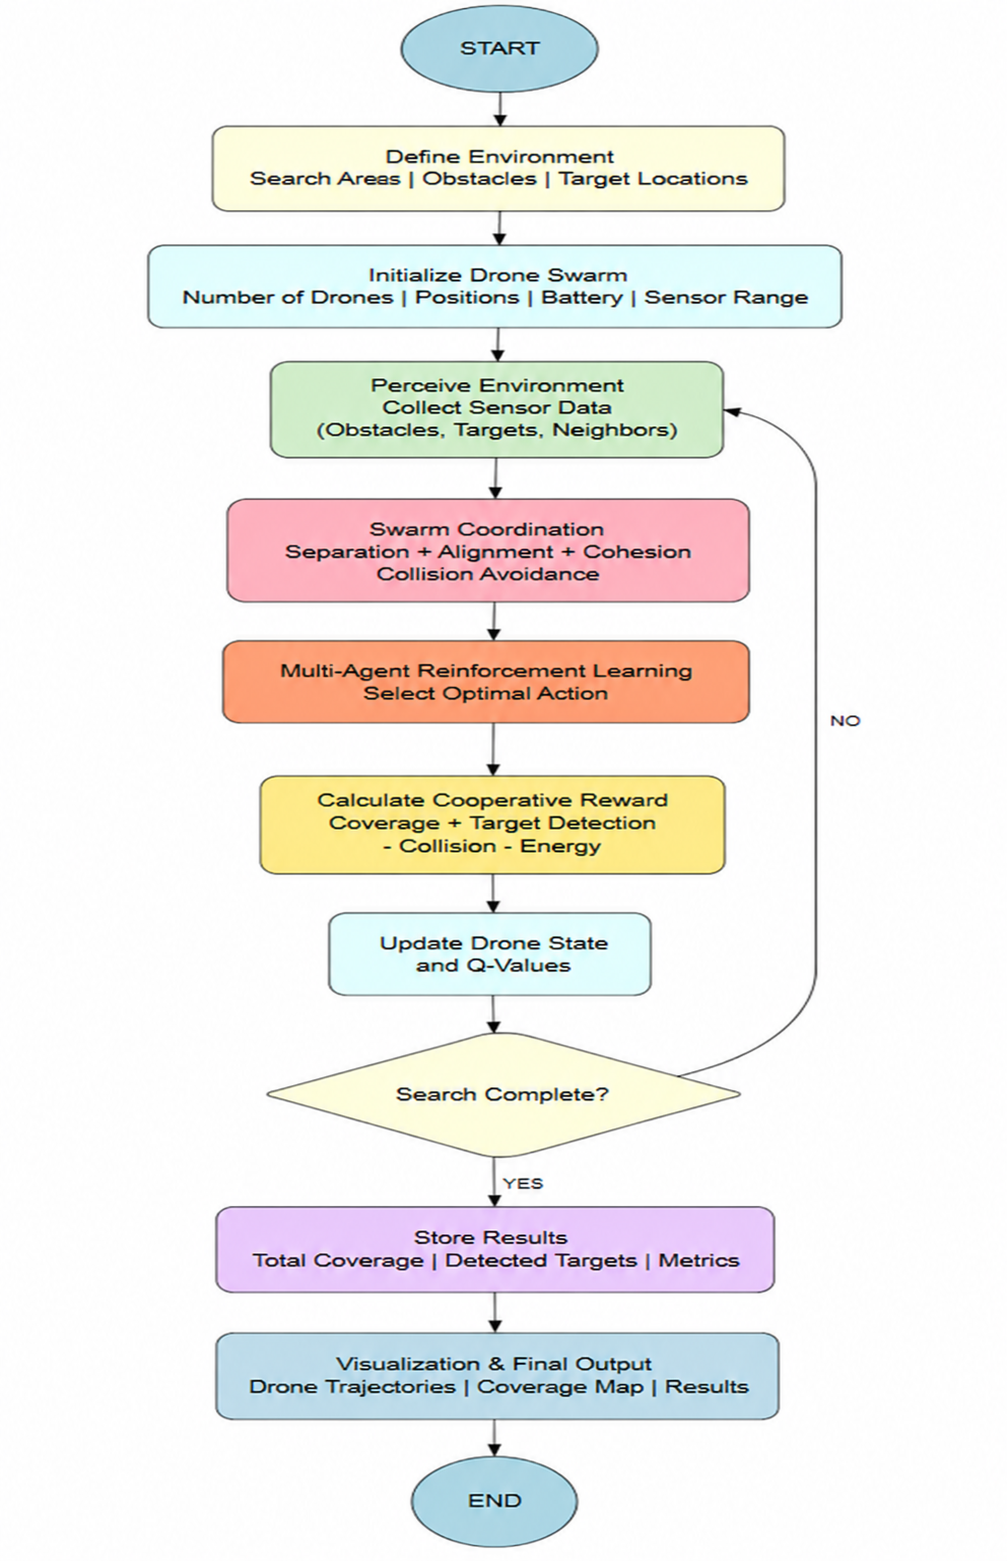 START
Define Environment
Search Areas | Obstacles | Target Locations
Initialize Drone Swarm
Number of Drones | Positions | Battery | Sensor Range
Perceive Environment
Collect Sensor Data
(Obstacles, Targets, Neighbors)
Swarm Coordination
Separation + Alignment + Cohesion
Collision Avoidance
Multi-Agent Reinforcement Learning
Select Optimal Action
NO
Calculate Cooperative Reward
Coverage + Target Detection
- Collision - Energy
Update Drone State
and Q-Values
Search Complete?
YES
Store Results
Total Coverage | Detected Targets | Metrics
Visualization & Final Output
Drone Trajectories | Coverage Map | Results
END